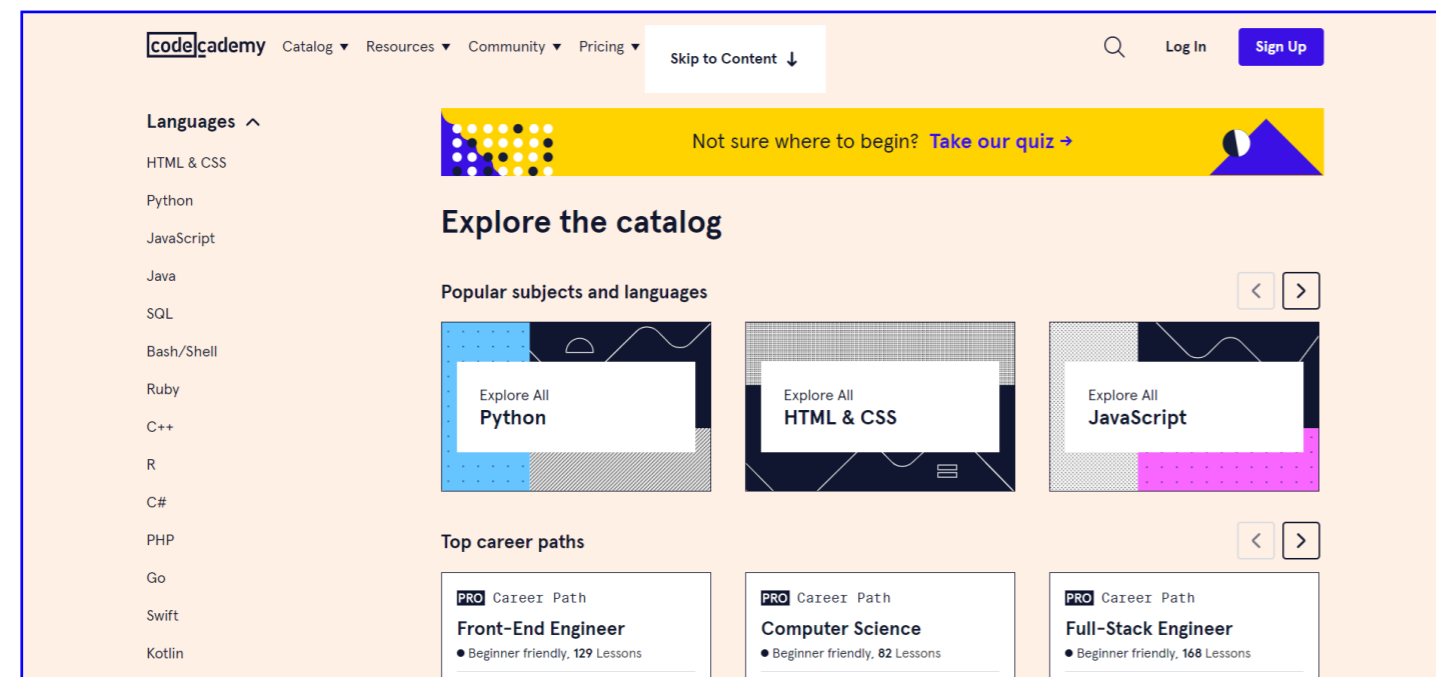 codecademy Catalog ▾ Resources ▾ Community ▾ Pricing ▾ Skip to Content ↓ Log In Sign Up
Languages
HTML & CSS
Python
JavaScript
Java
SQL
Bash/Shell
Ruby
C++
R
C#
PHP
Go
Swift
Kotlin
Not sure where to begin? Take our quiz →
Explore the catalog
Popular subjects and languages
Explore All
Python
Explore All
HTML & CSS
Explore All
JavaScript
Top career paths
PRO Career Path
Front-End Engineer
Beginner friendly, 129 Lessons
PRO Career Path
Computer Science
Beginner friendly, 82 Lessons
PRO Career Path
Full-Stack Engineer
Beginner friendly, 168 Lessons